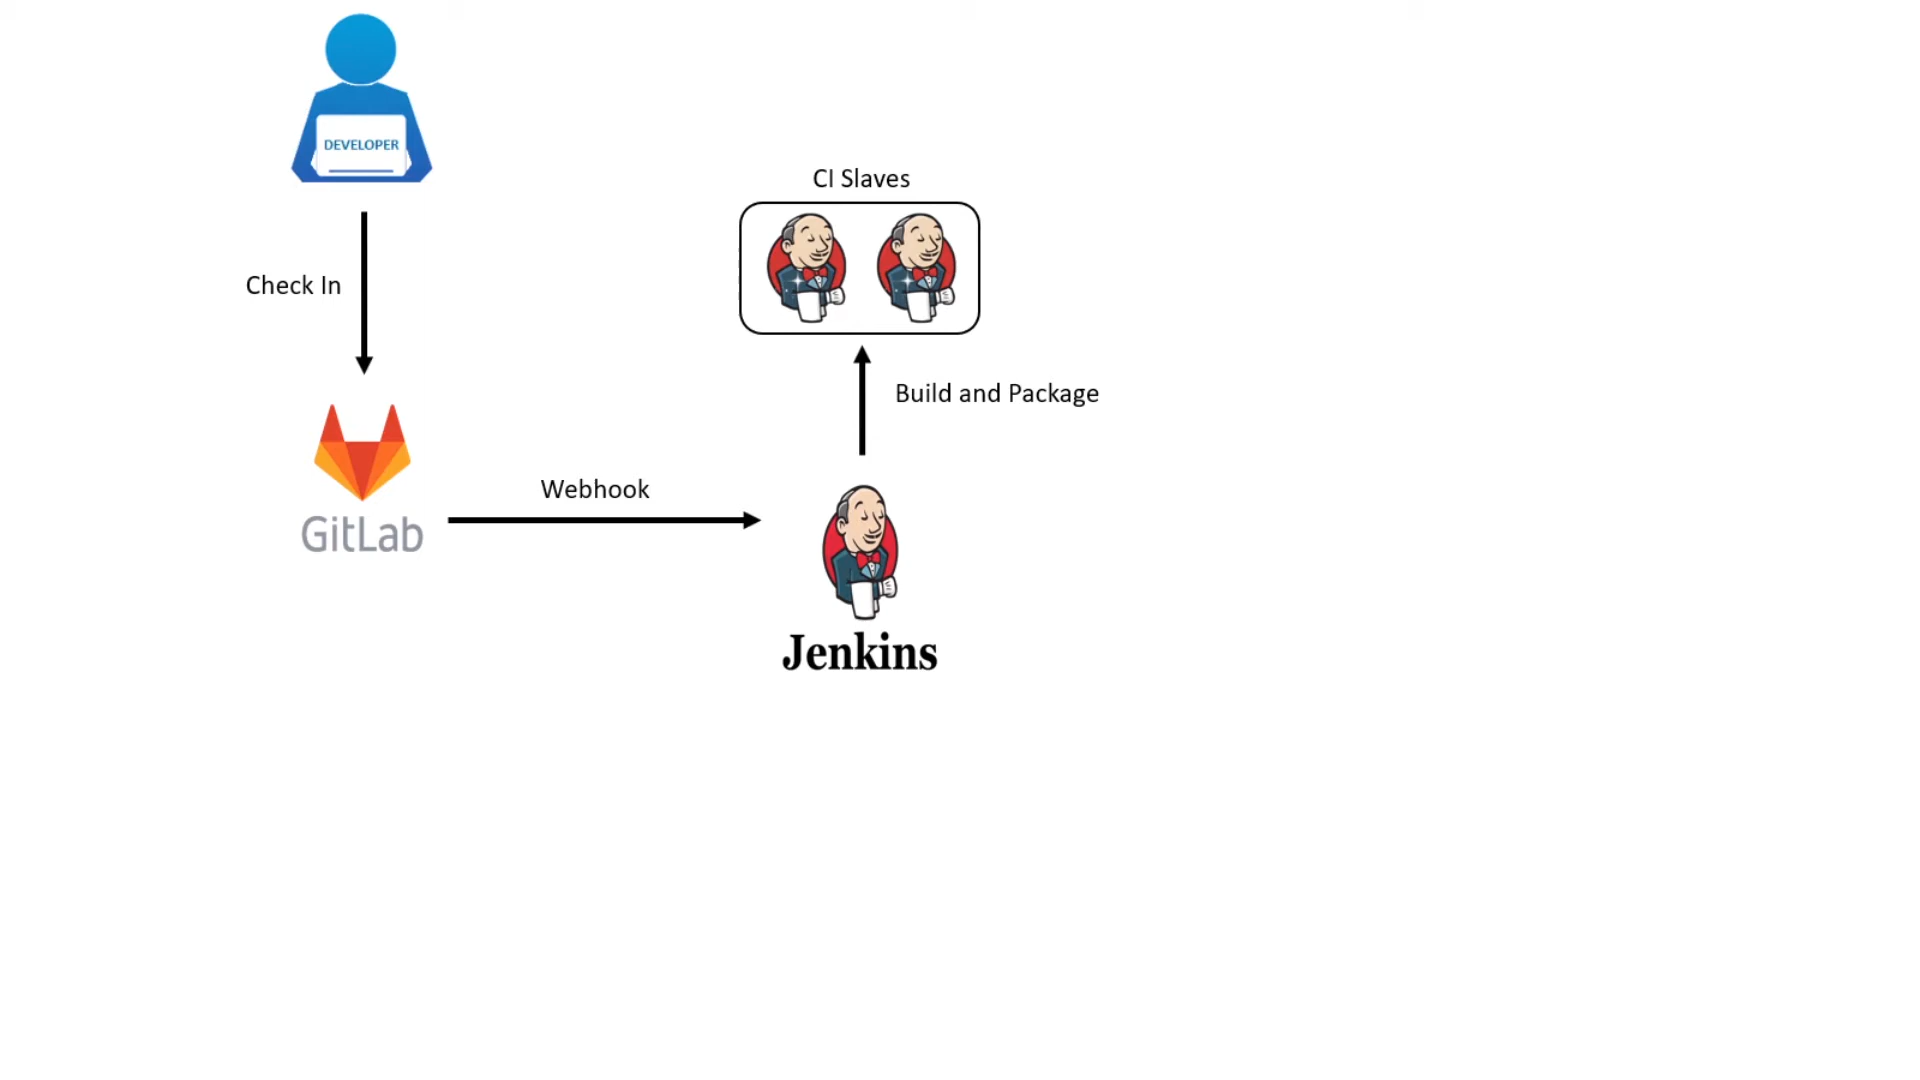 DEVELOPER
CI Slaves
Check In
Build and Package
Webhook
GitLab
Jenkins